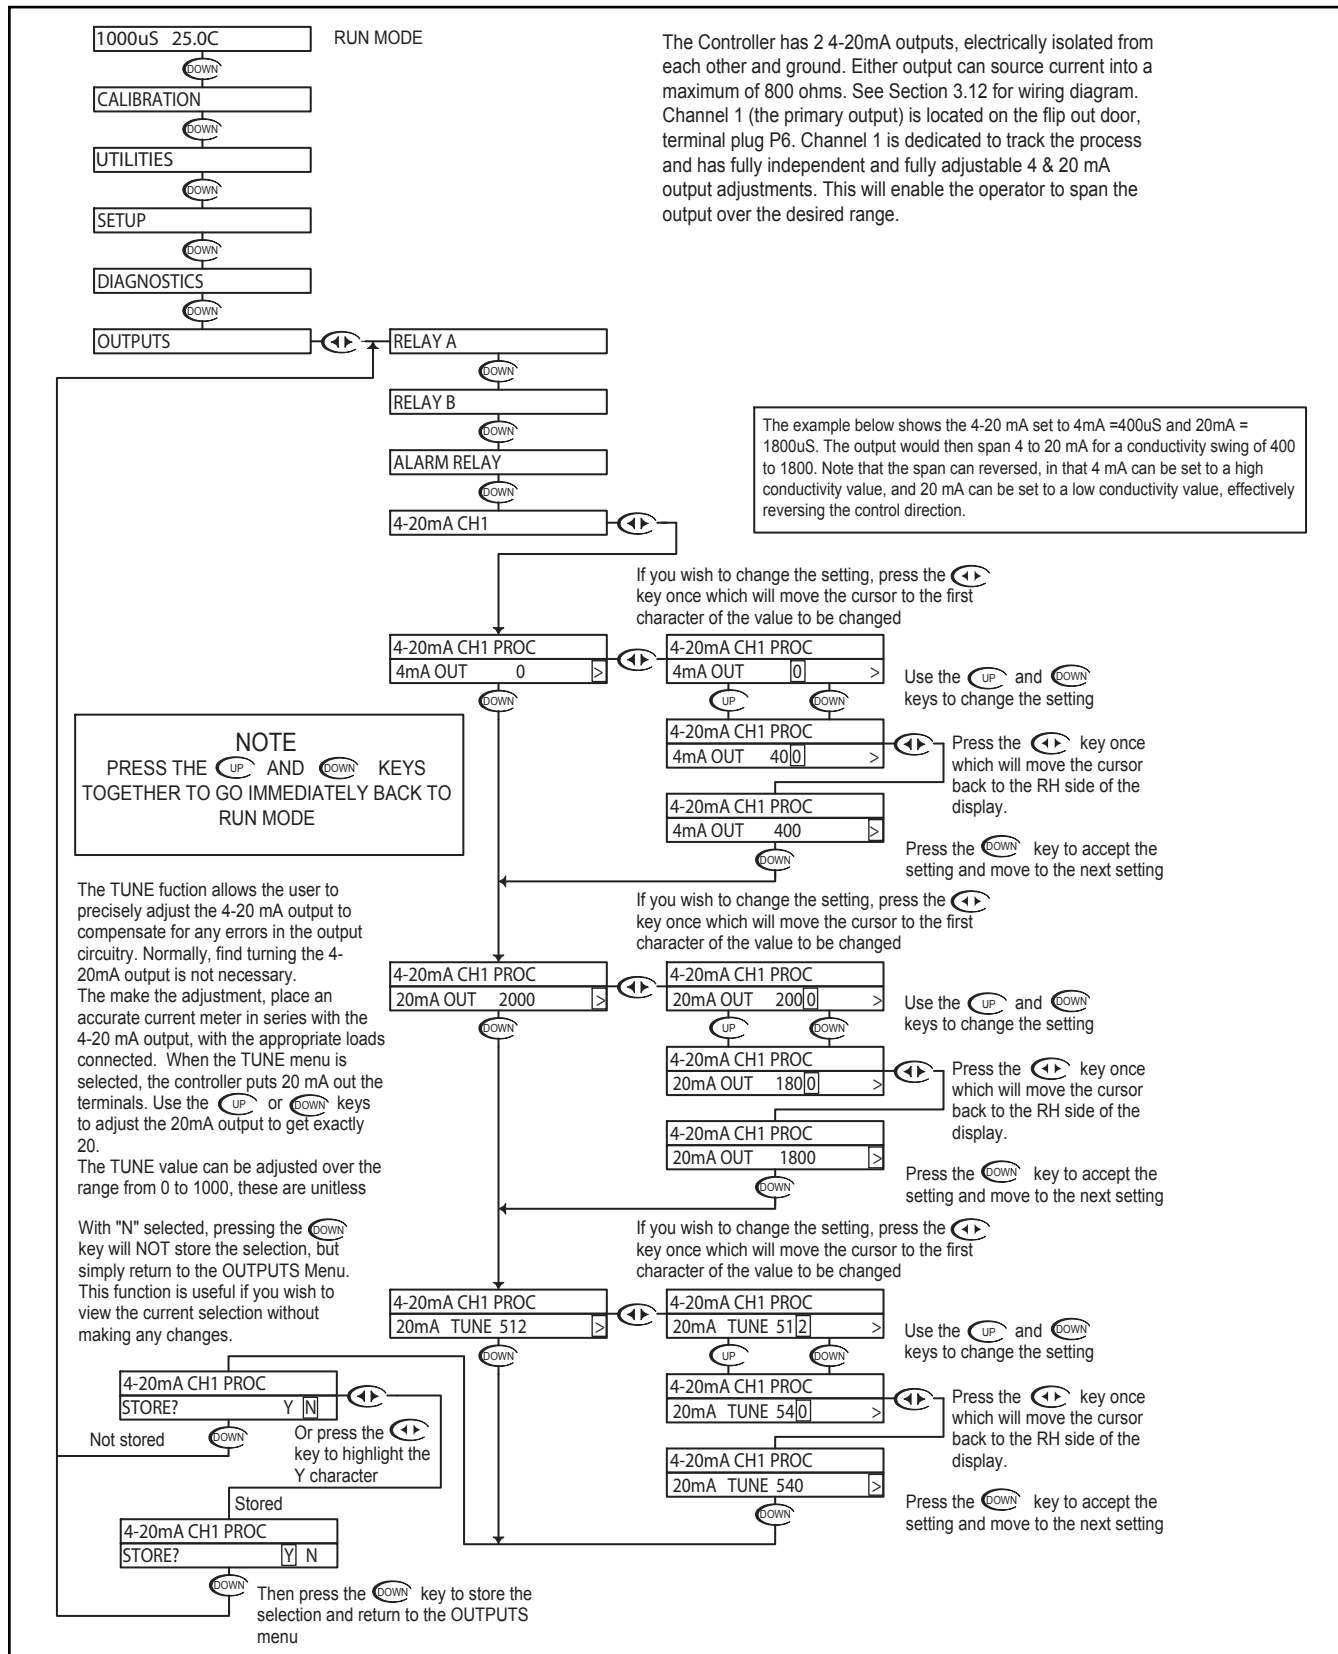 1000uS 25.0C
RUN MODE
DOWN
CALIBRATION
DOWN
UTILITIES
DOWN
SETUP
DOWN
DIAGNOSTICS
DOWN
OUTPUTS
The Controller has 2 4-20mA outputs, electrically isolated from
each other and ground. Either output can source current into a
maximum of 800 ohms. See Section 3.12 for wiring diagram.
Channel 1 (the primary output) is located on the flip out door,
terminal plug P6. Channel 1 is dedicated to track the process
and has fully independent and fully adjustable 4 & 20 mA
output adjustments. This will enable the operator to span the
output over the desired range.
RELAY A
DOWN
RELAY B
DOWN
ALARM RELAY
DOWN
4-20mA CH1
The example below shows the 4-20 mA set to 4mA =400uS and 20mA =
1800uS. The output would then span 4 to 20 mA for a conductivity swing of 400
to 1800. Note that the span can reversed, in that 4 mA can be set to a high
conductivity value, and 20 mA can be set to a low conductivity value, effectively
reversing the control direction.
If you wish to change the setting, press the
key once which will move the cursor to the first
character of the value to be changed
4-20mA CH1 PROC
4mA OUT 0 >
DOWN
4-20mA CH1 PROC
4mA OUT 0 >
UP DOWN
Use the UP and DOWN
keys to change the setting
4-20mA CH1 PROC
4mA OUT 400 >
Press the key once
which will move the cursor
back to the RH side of the
display.
4-20mA CH1 PROC
4mA OUT 400 >
DOWN
Press the DOWN key to accept the
setting and move to the next setting
NOTE
PRESS THE UP AND DOWN KEYS
TOGETHER TO GO IMMEDIATELY BACK TO
RUN MODE
The TUNE fuction allows the user to
precisely adjust the 4-20 mA output to
compensate for any errors in the output
circuitry. Normally, find turning the 4-
20mA output is not necessary.
The make the adjustment, place an
accurate current meter in series with the
4-20 mA output, with the appropriate loads
connected. When the TUNE menu is
selected, the controller puts 20 mA out the
terminals. Use the UP or DOWN keys
to adjust the 20mA output to get exactly
20.
The TUNE value can be adjusted over the
range from 0 to 1000, these are unitless
If you wish to change the setting, press the
key once which will move the cursor to the first
character of the value to be changed
4-20mA CH1 PROC
20mA OUT 2000 >
DOWN
4-20mA CH1 PROC
20mA OUT 2000 >
UP DOWN
Use the UP and DOWN
keys to change the setting
4-20mA CH1 PROC
20mA OUT 1800 >
Press the key once
which will move the cursor
back to the RH side of the
display.
4-20mA CH1 PROC
20mA OUT 1800 >
DOWN
Press the DOWN key to accept the
setting and move to the next setting
With "N" selected, pressing the DOWN
key will NOT store the selection, but
simply return to the OUTPUTS Menu.
This function is useful if you wish to
view the current selection without
making any changes.
If you wish to change the setting, press the
key once which will move the cursor to the first
character of the value to be changed
4-20mA CH1 PROC
20mA TUNE 512 >
DOWN
4-20mA CH1 PROC
20mA TUNE 512 >
UP DOWN
Use the UP and DOWN
keys to change the setting
4-20mA CH1 PROC
20mA TUNE 540 >
Press the key once
which will move the cursor
back to the RH side of the
display.
4-20mA CH1 PROC
20mA TUNE 540 >
DOWN
Press the DOWN key to accept the
setting and move to the next setting
4-20mA CH1 PROC
STORE? Y N
Not stored
DOWN
Or press the
key to highlight the
Y character
Stored
4-20mA CH1 PROC
STORE? Y N
DOWN
Then press the DOWN key to store the
selection and return to the OUTPUTS
menu